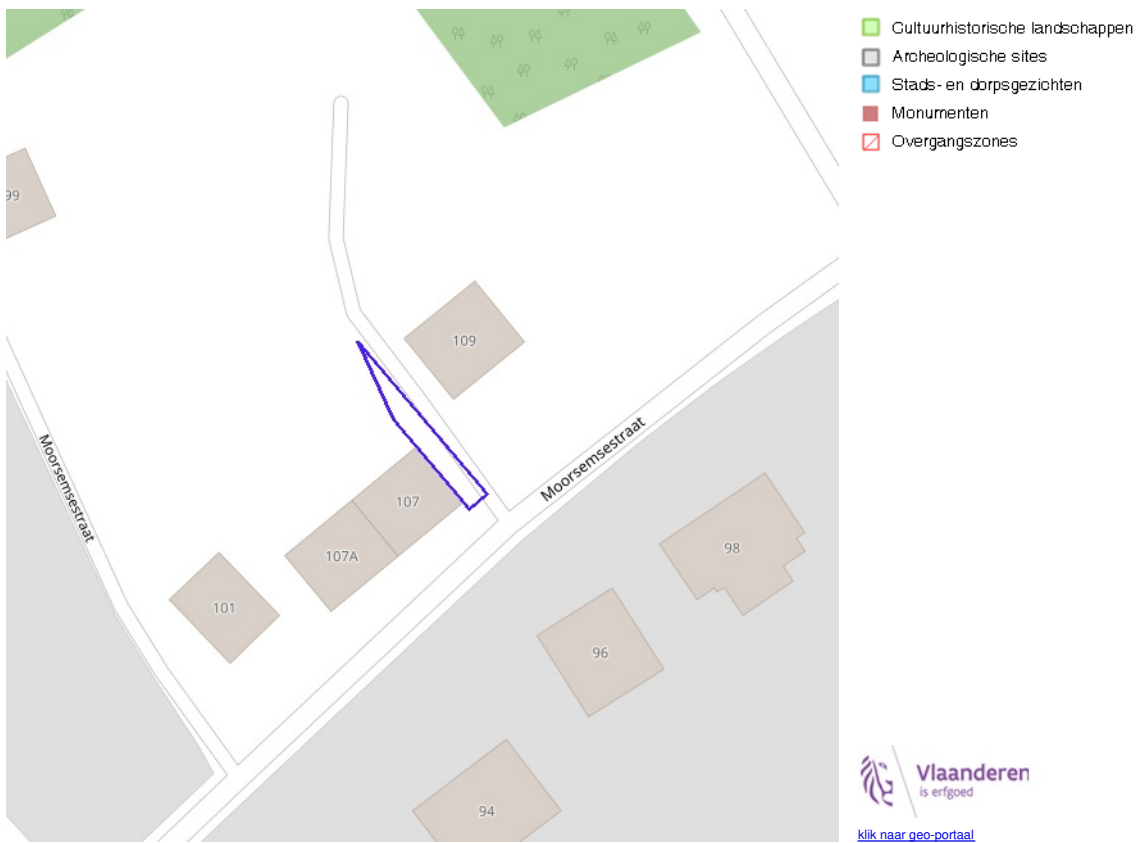 Cultuurhistorische landschappen
Archeologische sites
Stads- en dorpsgezichten
Monumenten
Overgangszones
99
109
Moorsemsestraat
Moorsemsestraat
107
107A
98
101
96
94
Vlaanderen
is erfgoed
klik naar geo-portaal